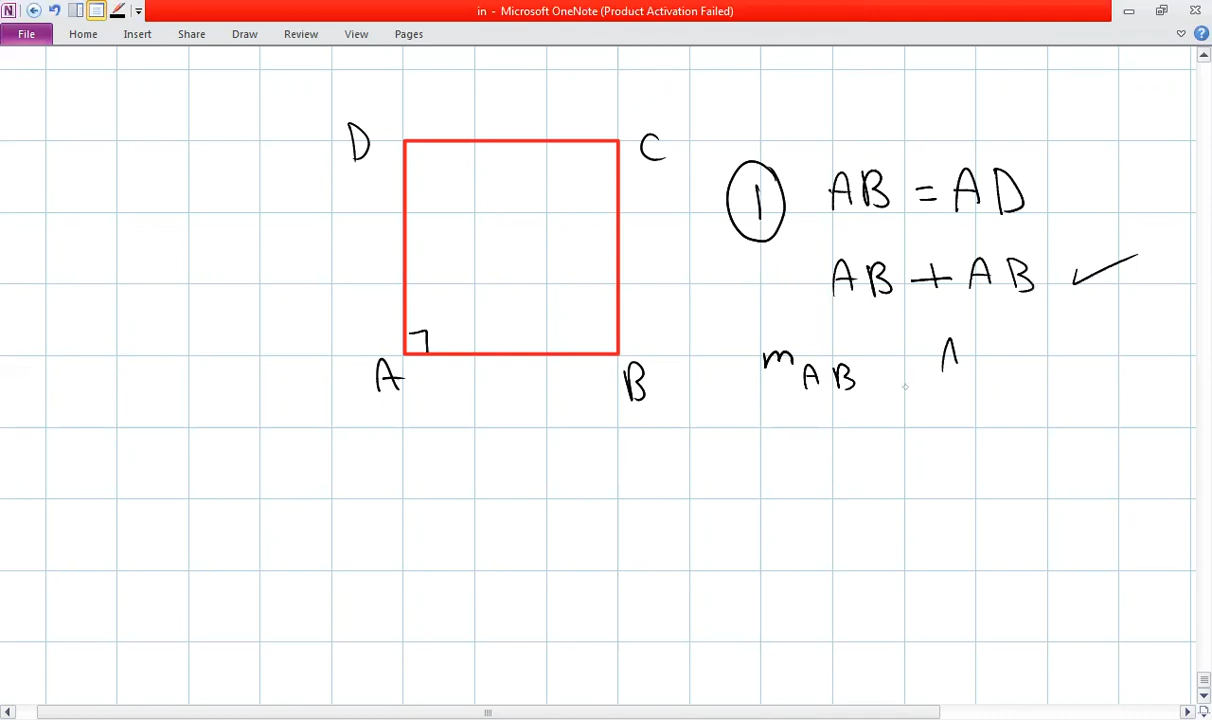 in - Microsoft OneNote (Product Activation Failed)
File Home Insert Share Draw Review View Pages
D C
① AB = AD
AB + AB ✓
A B
m AB Λ